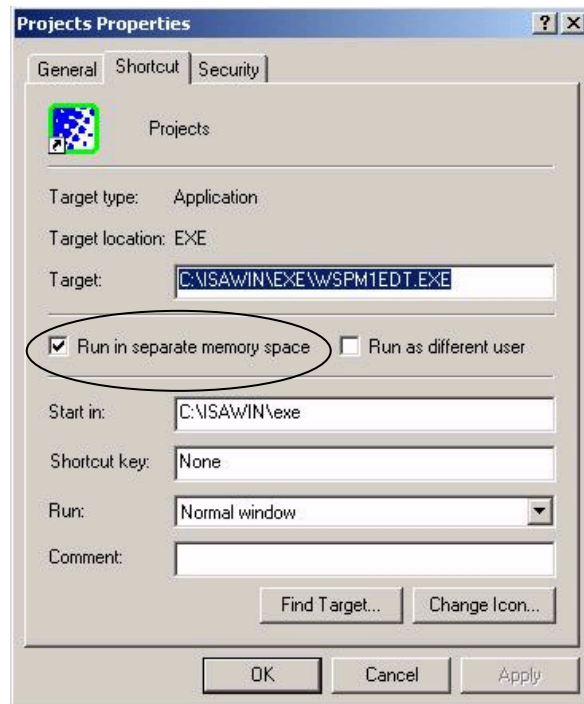 Projects Properties
General Shortcut Security
Projects
Target type: Application
Target location: EXE
Target: C:\ISAWIN\EXE\WSPM1EDT.EXE
Run in separate memory space Run as different user
Start in: C:\ISAWIN\exe
Shortcut key: None
Run: Normal window
Comment:
Find Target... Change Icon...
OK Cancel Apply